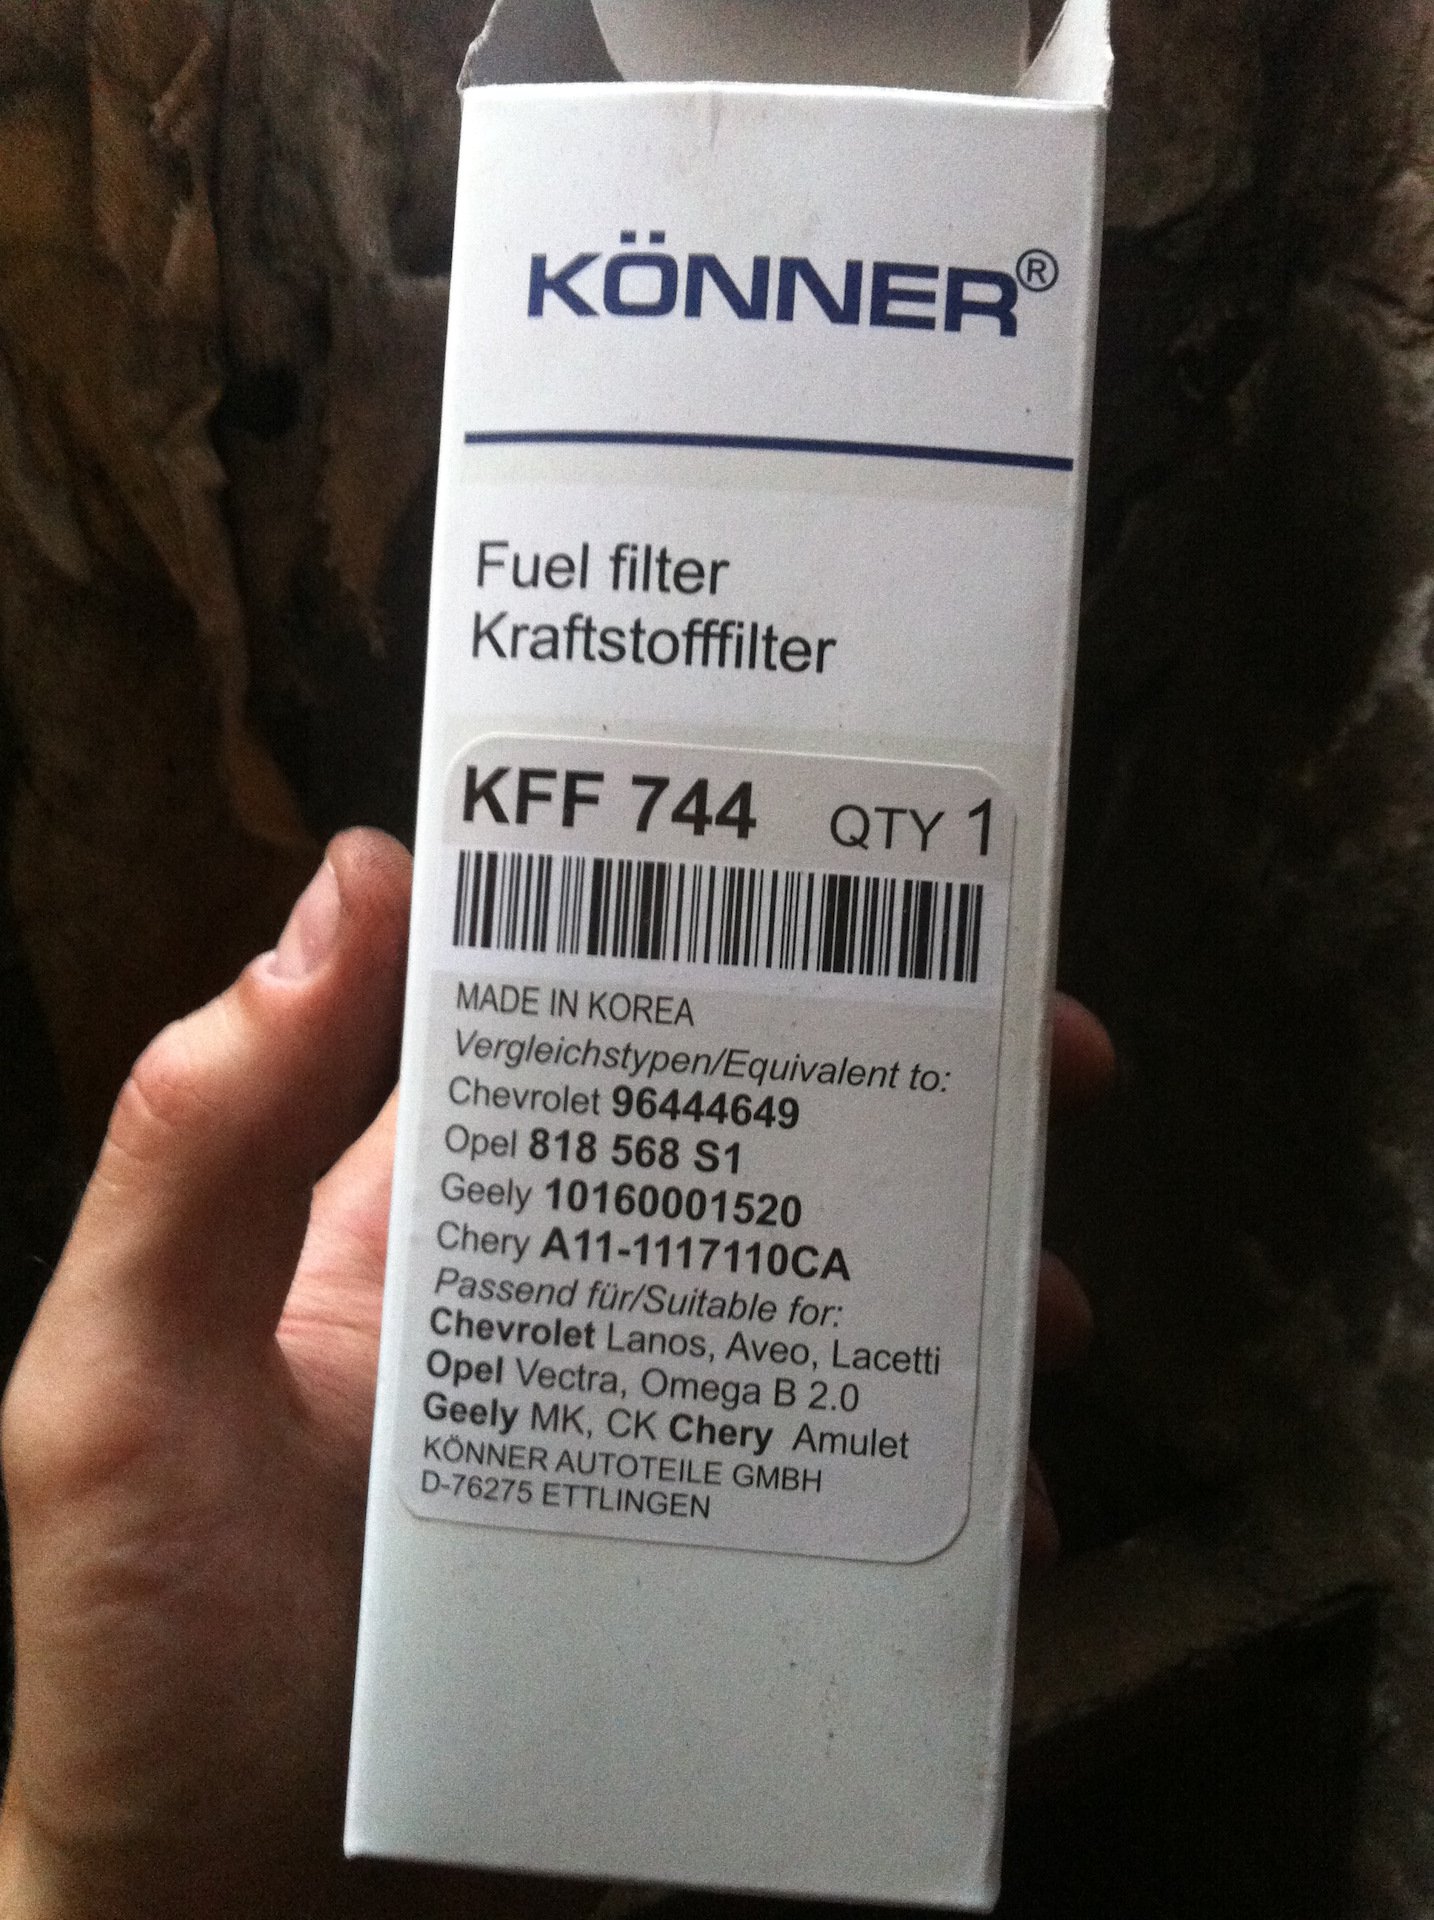 KÖNNER®
Fuel filter
Kraftstofffilter
KFF 744 QTY 1
MADE IN KOREA
Vergleichstypen/Equivalent to:
Chevrolet 96444649
Opel 818 568 S1
Geely 10160001520
Chery A11-1117110CA
Passend für/Suitable for:
Chevrolet Lanos, Aveo, Lacetti
Opel Vectra, Omega B 2.0
Geely MK, CK Chery Amulet
KÖNNER AUTOTEILE GMBH
D-76275 ETTLINGEN